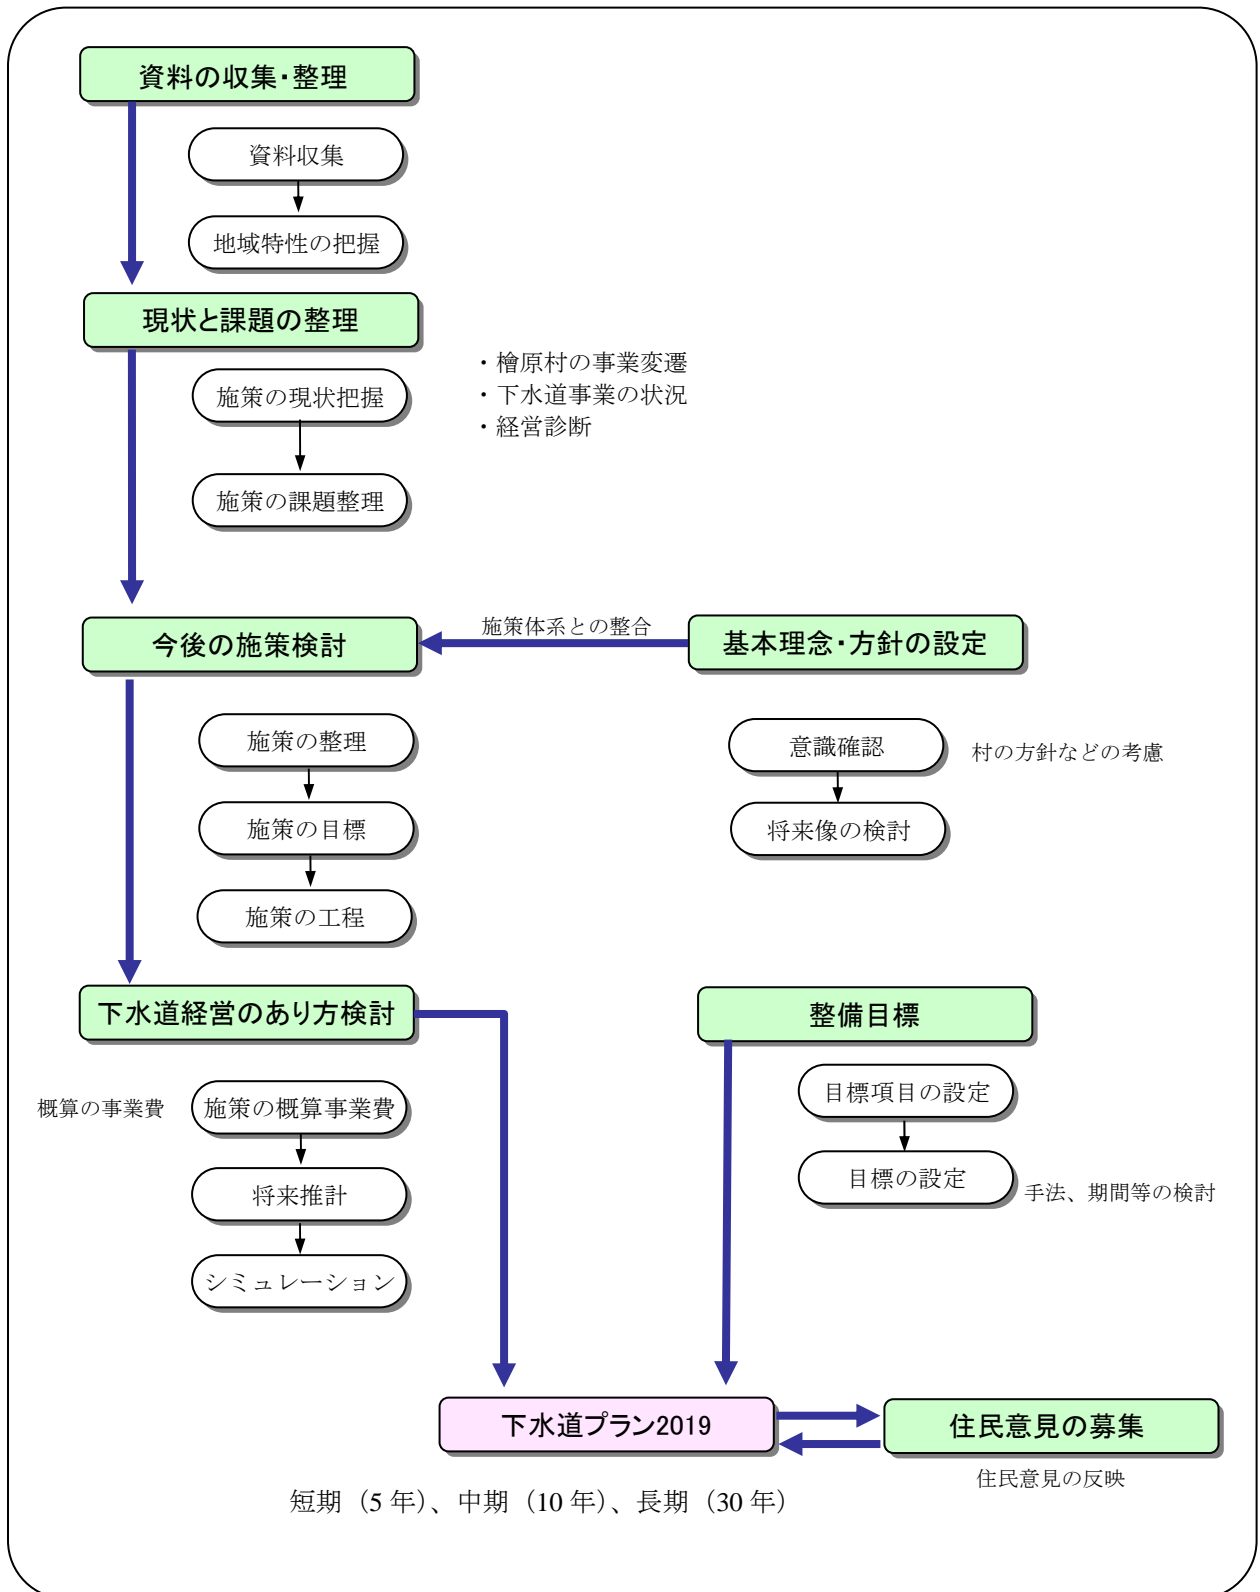 資料の収集・整理
資料収集
地域特性の把握
現状と課題の整理
施策の現状把握
施策の課題整理
・檜原村の事業変遷
・下水道事業の状況
・経営診断
今後の施策検討
施策体系との整合
基本理念・方針の設定
施策の整理
施策の目標
施策の工程
意識確認
村の方針などの考慮
将来像の検討
下水道経営のあり方検討
整備目標
概算の事業費
施策の概算事業費
将来推計
シミュレーション
目標項目の設定
目標の設定
手法、期間等の検討
下水道プラン2019
住民意見の募集
住民意見の反映
短期（5 年）、中期（10 年）、長期（30 年）